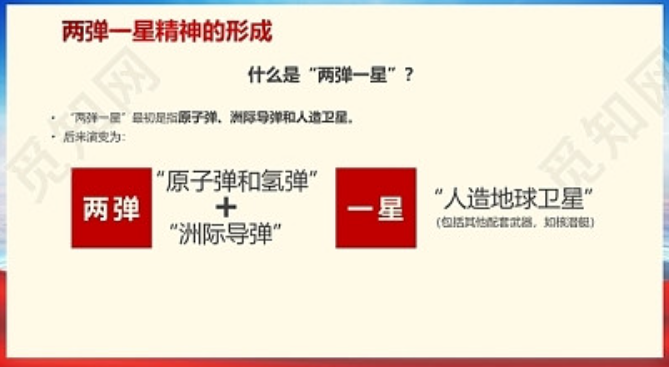 两弹一星精神的形成
什么是“两弹一星”？
• “两弹一星”最初是指原子弹、洲际导弹和人造卫星。
• 后来演变为：
两弹
“原子弹和氢弹”
+
“洲际导弹”
一星
“人造地球卫星”
（包括其他配套武器，如核潜艇）
觅知网
觅知网